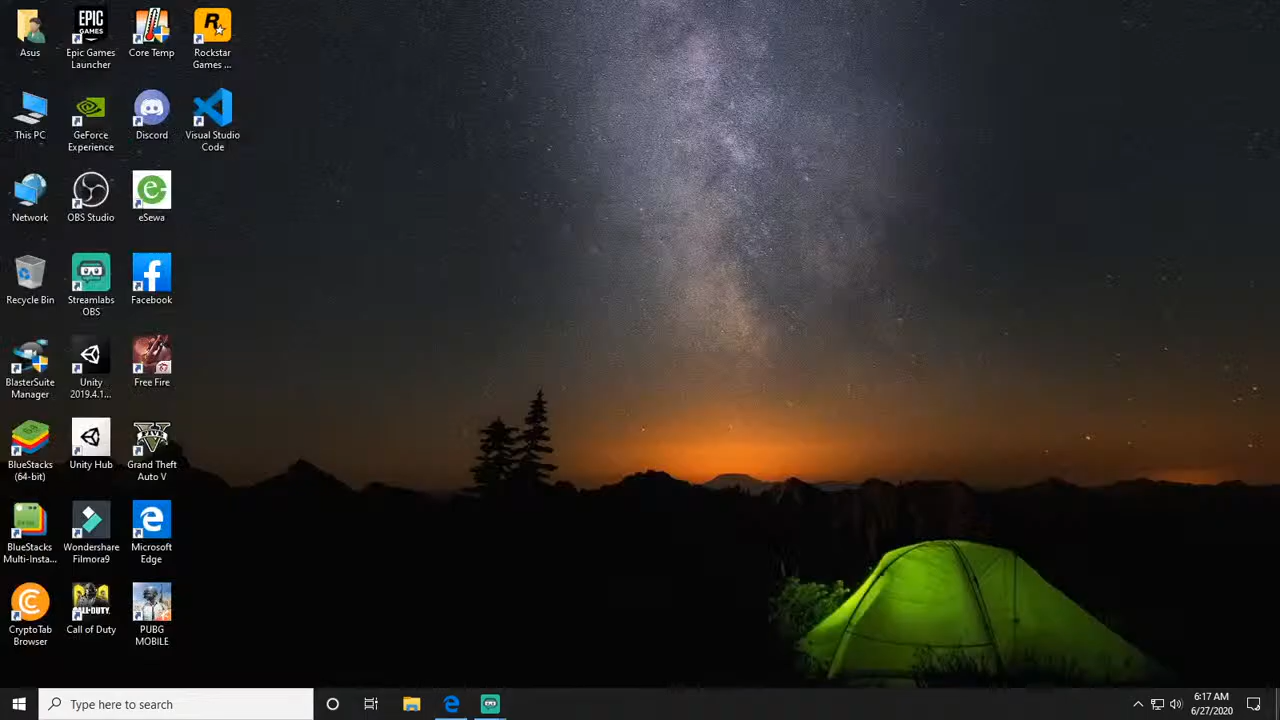 Asus
Epic Games
Launcher
Core Temp
Rockstar
Games ...
This PC
GeForce
Experience
Discord
Visual Studio
Code
Network
OBS Studio
eSewa
Recycle Bin
Streamlabs
OBS
Facebook
BlasterSuite
Manager
Unity
2019.4.1...
Free Fire
BlueStacks
(64-bit)
Unity Hub
Grand Theft
Auto V
BlueStacks
Multi-Insta...
Wondershare
Filmora9
Microsoft
Edge
CryptoTab
Browser
Call of Duty
PUBG
MOBILE
Type here to search
6:17 AM
6/27/2020